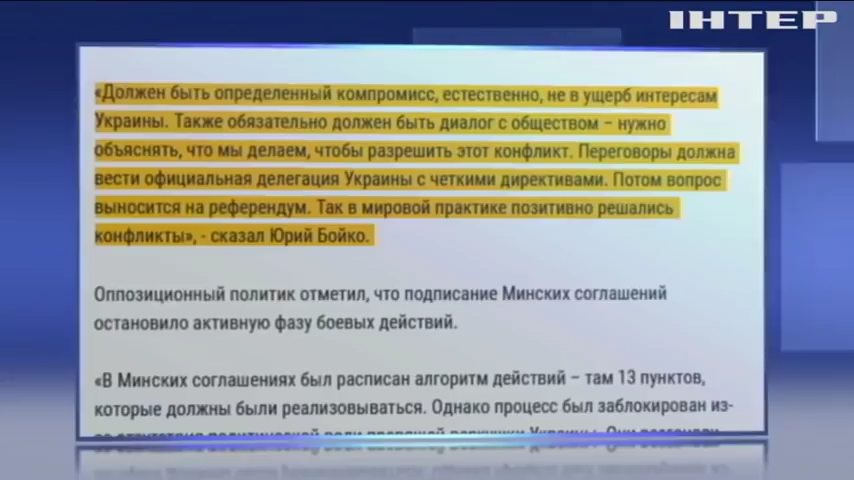 ІНТЕР
«Должен быть определенный компромисс, естественно, не в ущерб интересам
Украины. Также обязательно должен быть диалог с обществом – нужно
объяснять, что мы делаем, чтобы разрешить этот конфликт. Переговоры должна
вести официальная делегация Украины с четкими директивами. Потом вопрос
выносится на референдум. Так в мировой практике позитивно решались
конфликты», - сказал Юрий Бойко.
Оппозиционный политик отметил, что подписание Минских соглашений
остановило активную фазу боевых действий.
«В Минских соглашениях был расписан алгоритм действий – там 13 пунктов,
которые должны были реализовываться. Однако процесс был заблокирован из-